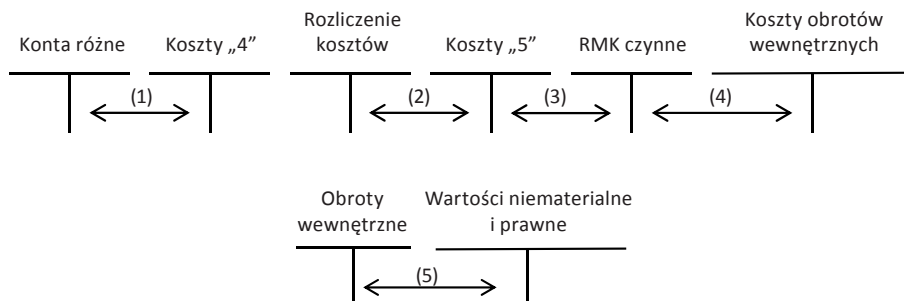 Konta różne
Koszty „4”
Rozliczenie
kosztów
Koszty „5”
RMK czynne
Koszty obrotów
wewnętrznych
(1)
(2)
(3)
(4)
Obroty
wewnętrzne
Wartości niematerialne
i prawne
(5)